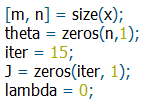 [m, n] = size(x);
theta = zeros(n,1);
iter = 15;
J = zeros(iter, 1);
lambda = 0;